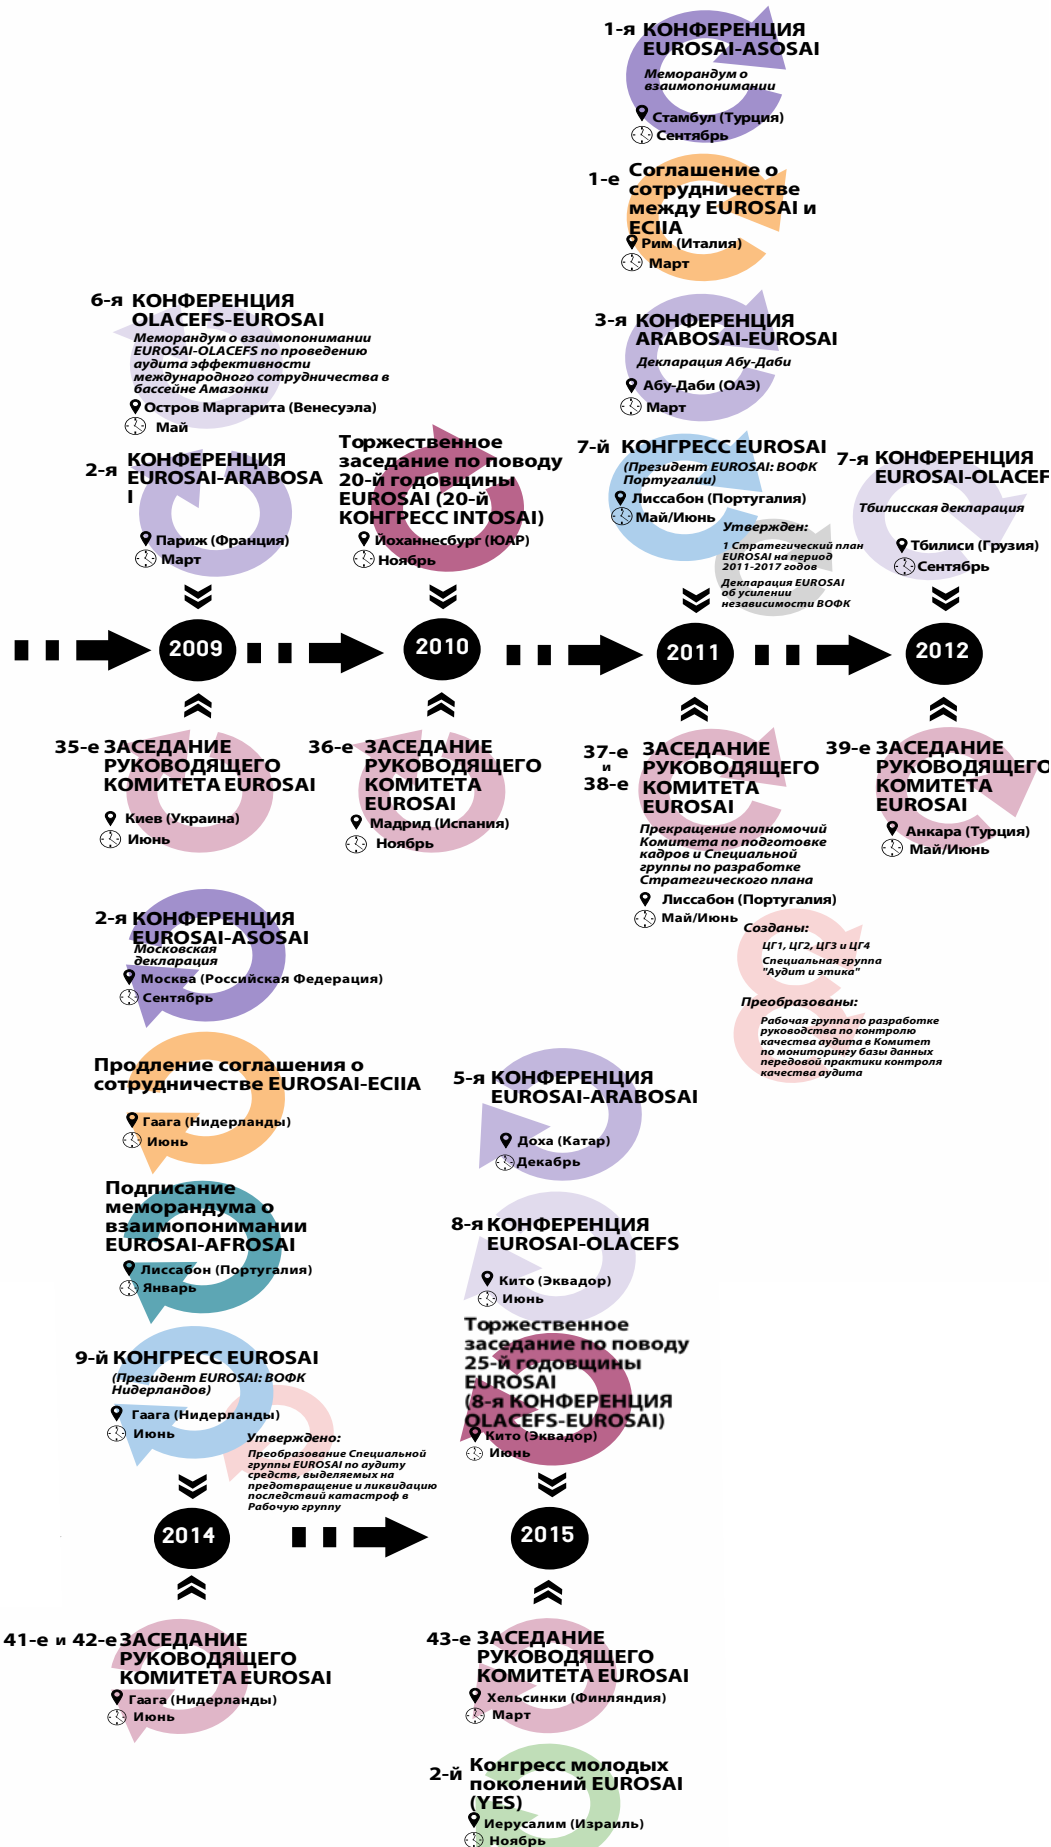 1-я КОНФЕРЕНЦИЯ
EUROSAI-ASOSAI
Меморандум о
взаимопонимании
Стамбул (Турция)
Сентябрь
1-е Соглашение о
сотрудничестве
между EUROSAI и
ECIIA
Рим (Италия)
Март
6-я КОНФЕРЕНЦИЯ
OLACEFS-EUROSAI
Меморандум о взаимопонимании
EUROSAI-OLACEFS по проведению
аудита эффективности
международного сотрудничества в
бассейне Амазонки
Остров Маргарита (Венесуэла)
Май
3-я КОНФЕРЕНЦИЯ
ARABOSAI-EUROSAI
Декларация Абу-Даби
Абу-Даби (ОАЭ)
Март
2-я КОНФЕРЕНЦИЯ
EUROSAI-ARABOSA
I
Париж (Франция)
Март
Торжественное
заседание по поводу
20-й годовщины
EUROSAI (20-й
КОНГРЕСС INTOSAI)
Йоханнесбург (ЮАР)
Ноябрь
7-й КОНГРЕСС EUROSAI
(Президент EUROSAI: ВОФК
Португалии)
Лиссабон (Португалия)
Май/Июнь
Утвержден:
1 Стратегический план
EUROSAI на период
2011-2017 годов
Декларация EUROSAI
об усилении
независимости ВОФК
7-я КОНФЕРЕНЦИЯ
EUROSAI-OLACEF
Тбилисская декларация
Тбилиси (Грузия)
Сентябрь
2009
2010
2011
2012
35-е ЗАСЕДАНИЕ
РУКОВОДЯЩЕГО
КОМИТЕТА EUROSAI
Киев (Украина)
Июнь
36-е ЗАСЕДАНИЕ
РУКОВОДЯЩЕГО
КОМИТЕТА
EUROSAI
Мадрид (Испания)
Ноябрь
37-е
и
38-е
ЗАСЕДАНИЕ
РУКОВОДЯЩЕГО
КОМИТЕТА
EUROSAI
Прекращение полномочий
Комитета по подготовке
кадров и Специальной
группы по разработке
Стратегического плана
Лиссабон (Португалия)
Май/Июнь
Созданы:
ЦГ1, ЦГ2, ЦГ3 и ЦГ4
Специальная группа
"Аудит и этика"
Преобразованы:
Рабочая группа по разработке
руководства по контролю
качества аудита в Комитет
по мониторингу базы данных
передовой практики контроля
качества аудита
39-е ЗАСЕДАНИЕ
РУКОВОДЯЩЕГО
КОМИТЕТА
EUROSAI
Анкара (Турция)
Май/Июнь
2-я КОНФЕРЕНЦИЯ
EUROSAI-ASOSAI
Московская
декларация
Москва (Российская Федерация)
Сентябрь
Продление соглашения о
сотрудничестве EUROSAI-ECIIA
Гаага (Нидерланды)
Июнь
Подписание
меморандума о
взаимопонимании
EUROSAI-AFROSAI
Лиссабон (Португалия)
Январь
9-й КОНГРЕСС EUROSAI
(Президент EUROSAI: ВОФК
Нидерландов)
Гаага (Нидерланды)
Июнь
Утверждено:
Преобразование Специальной
группы EUROSAI по аудиту
средств, выделяемых на
предотвращение и ликвидацию
последствий катастроф в
Рабочую группу
5-я КОНФЕРЕНЦИЯ
EUROSAI-ARABOSAI
Доха (Катар)
Декабрь
8-я КОНФЕРЕНЦИЯ
EUROSAI-OLACEFS
Кито (Эквадор)
Июнь
Торжественное
заседание по поводу
25-й годовщины
EUROSAI
(8-я КОНФЕРЕНЦИЯ
OLACEFS-EUROSAI)
Кито (Эквадор)
Июнь
2014
2015
41-е и 42-е ЗАСЕДАНИЕ
РУКОВОДЯЩЕГО
КОМИТЕТА EUROSAI
Гаага (Нидерланды)
Июнь
43-е ЗАСЕДАНИЕ
РУКОВОДЯЩЕГО
КОМИТЕТА EUROSAI
Хельсинки (Финляндия)
Март
2-й Конгресс молодых
поколений EUROSAI
(YES)
Иерусалим (Израиль)
Ноябрь